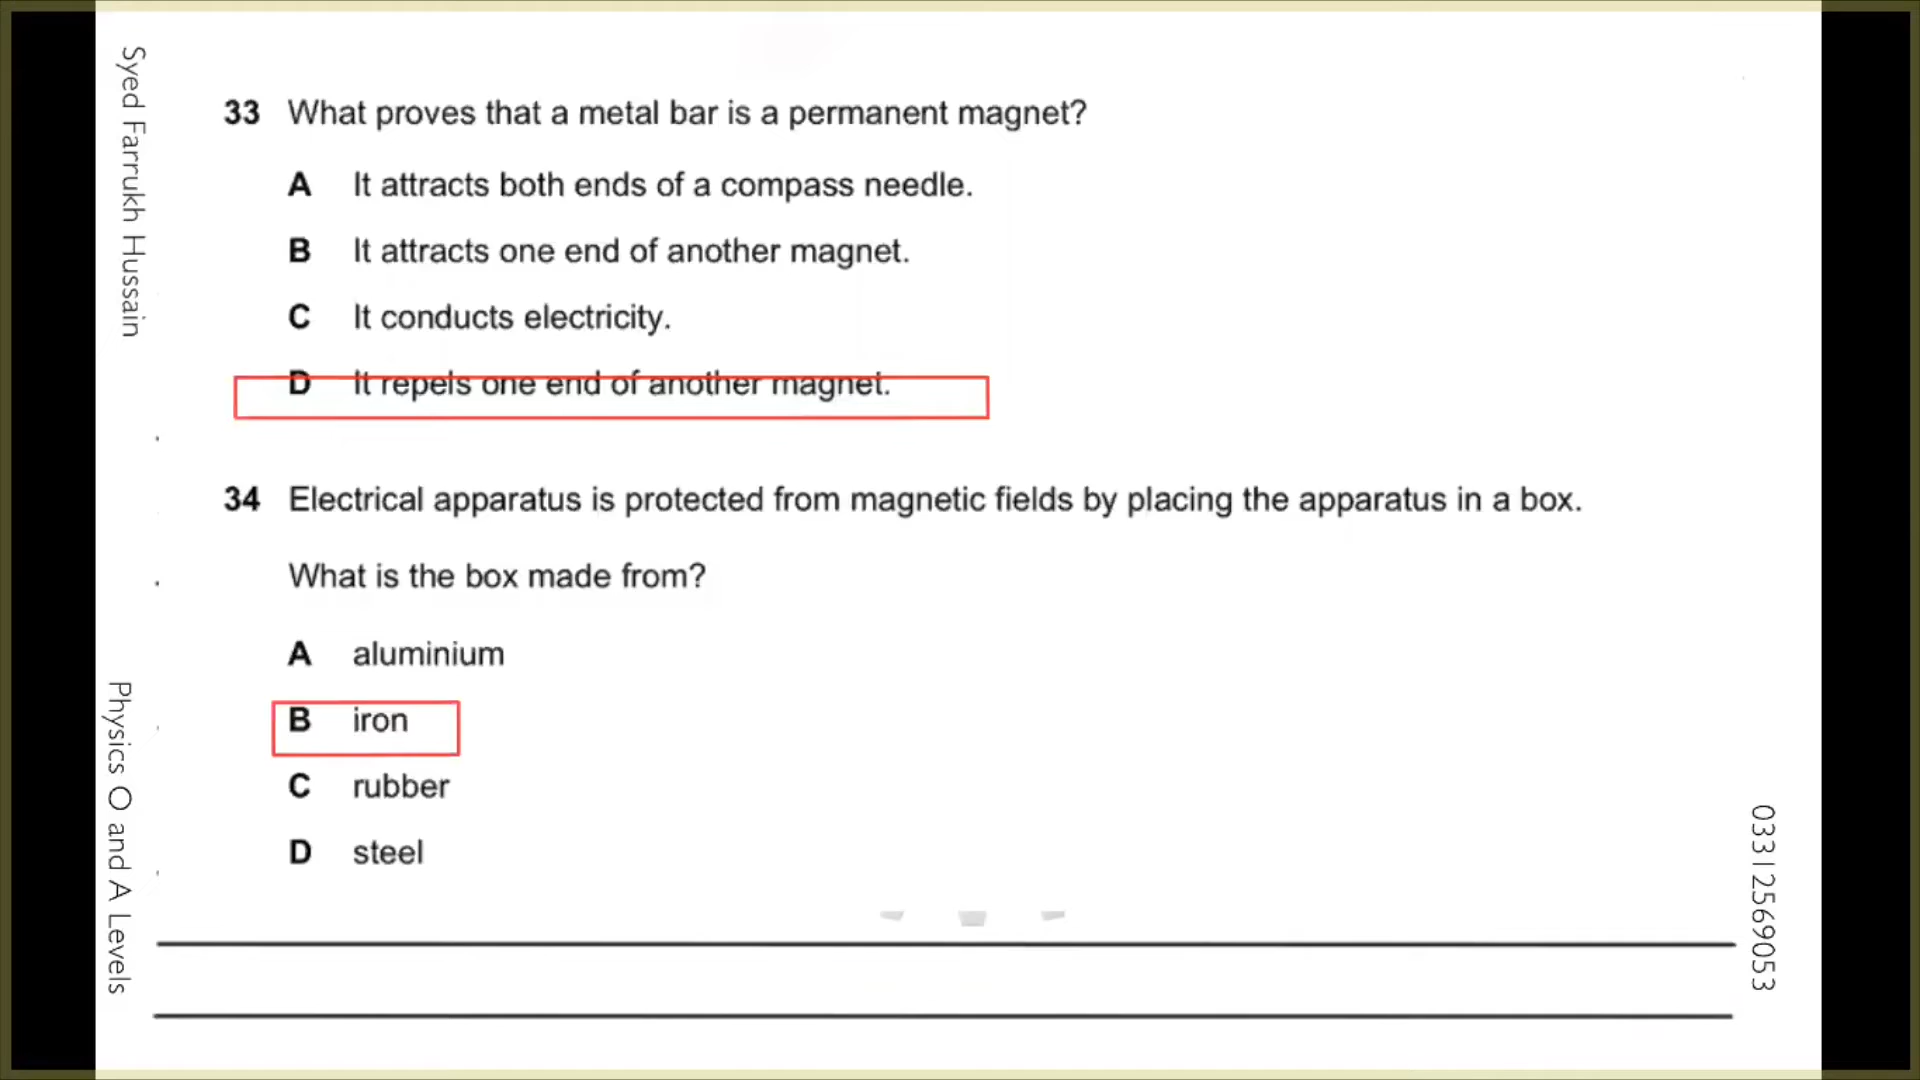 Syed Farrukh Hussain
33 What proves that a metal bar is a permanent magnet?
A It attracts both ends of a compass needle.
B It attracts one end of another magnet.
C It conducts electricity.
D It repels one end of another magnet.
34 Electrical apparatus is protected from magnetic fields by placing the apparatus in a box.
What is the box made from?
A aluminium
B iron
C rubber
D steel
Physics O and A Levels
03312569053